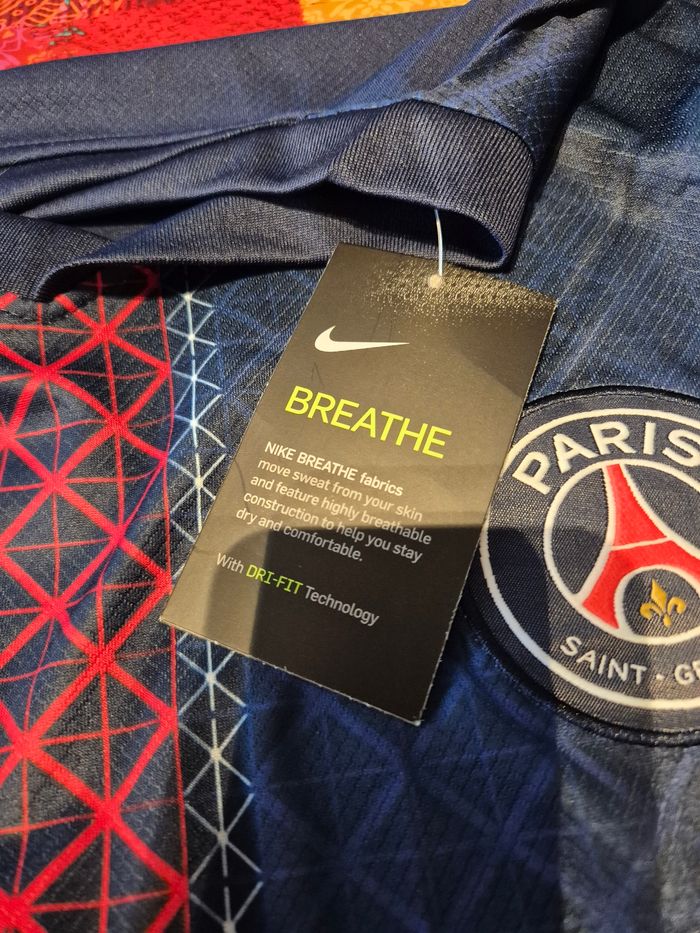 BREATHE
NIKE BREATHE fabrics
move sweat from your skin
and feature highly breathable
construction to help you stay
dry and comfortable.
With DRI-FIT Technology
PARIS
SAINT - G